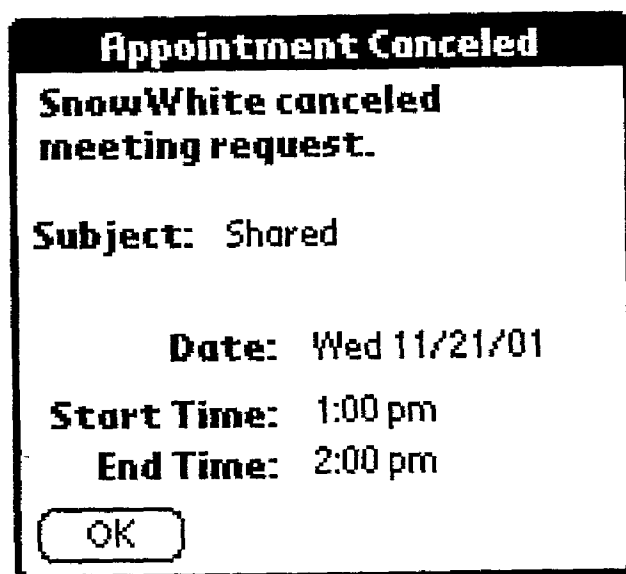 Appointment Canceled
SnowWhite canceled
meeting request.
Subject: Shared
Date: Wed 11/21/01
Start Time: 1:00 pm
End Time: 2:00 pm
OK